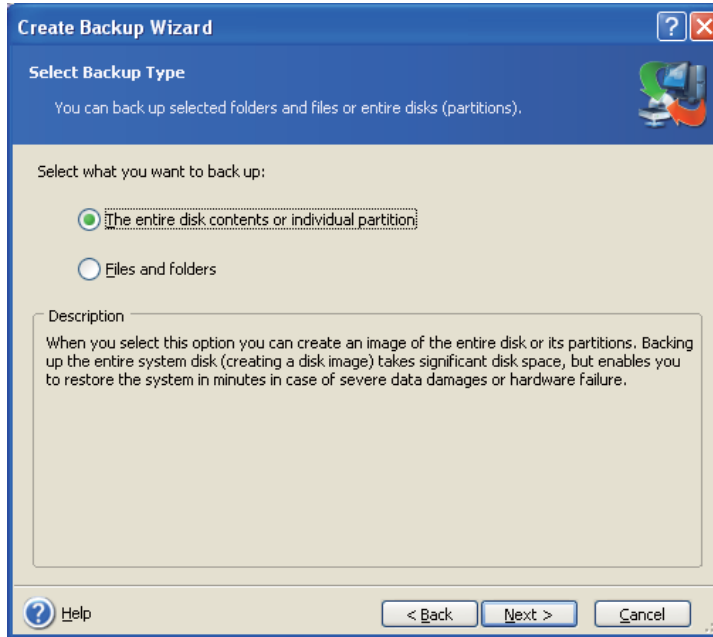 Create Backup Wizard
Select Backup Type
You can back up selected folders and files or entire disks (partitions).
Select what you want to back up:
The entire disk contents or individual partition
Files and folders
Description
When you select this option you can create an image of the entire disk or its partitions. Backing
up the entire system disk (creating a disk image) takes significant disk space, but enables you
to restore the system in minutes in case of severe data damages or hardware failure.
Help
< Back
Next >
Cancel